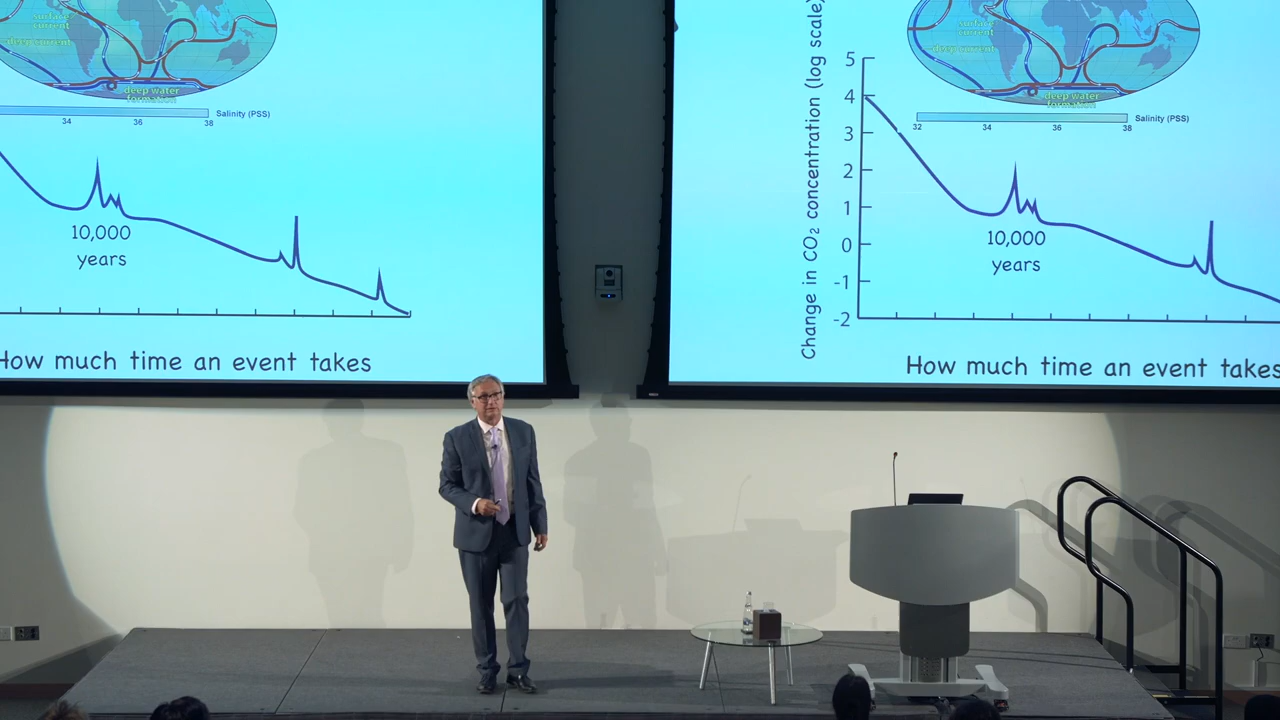 surface
current
deep current
deep water
formation
34
36
38
Salinity (PSS)
10,000
years
How much time an event takes
surface
current
deep current
deep water
formation
32
34
36
38
Salinity (PSS)
Change in CO₂ concentration (log scale)
5
4
3
2
1
0
-1
-2
10,000
years
How much time an event takes